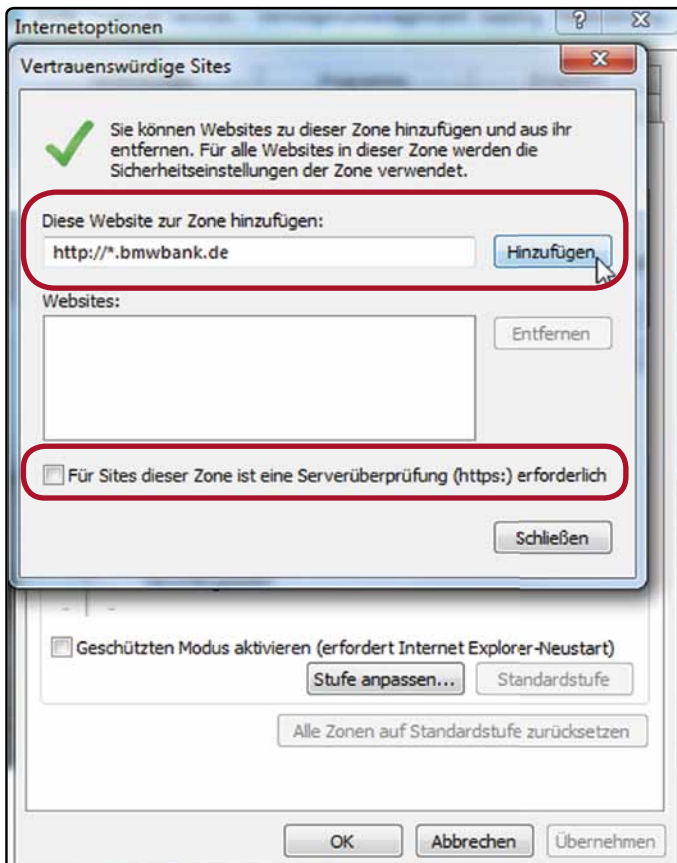 Internetoptionen
Vertrauenswürdige Sites
Sie können Websites zu dieser Zone hinzufügen und aus ihr
entfernen. Für alle Websites in dieser Zone werden die
Sicherheitseinstellungen der Zone verwendet.
Diese Website zur Zone hinzufügen:
http://*.bmwbank.de
Hinzufügen
Websites:
Entfernen
Für Sites dieser Zone ist eine Serverüberprüfung (https:) erforderlich
Schließen
Geschützten Modus aktivieren (erfordert Internet Explorer-Neustart)
Stufe anpassen...
Standardstufe
Alle Zonen auf Standardstufe zurücksetzen
OK
Abbrechen
Übernehmen